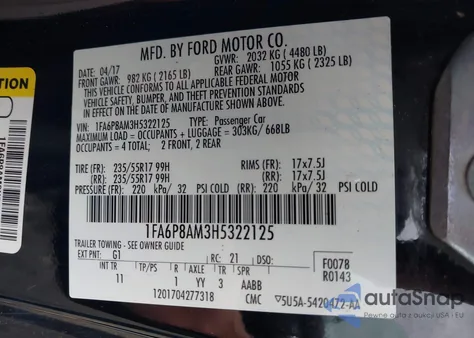 MFD. BY FORD MOTOR CO.
04/17 GVWR: 2032 KG ( 4480 LB)
FRONT GAWR: 982 KG ( 2165 LB) REAR GAWR: 1055 KG ( 2325 LB)
THIS VEHICLE CONFORMS TO ALL APPLICABLE FEDERAL MOTOR
VEHICLE SAFETY, BUMPER, AND THEFT PREVENTION STANDARDS IN
EFFECT ON THE DATE OF MANUFACTURE SHOWN ABOVE.
VIN: 1FA6P8AM3H5322125 TYPE: Passenger Car
MAXIMUM LOAD = OCCUPANTS + LUGGAGE = 303KG/ 668LB
OCCUPANTS = 4 TOTAL: 2 FRONT, 2 REAR
TIRE (FR): 235/55R17 99H RIMS (FR): 17x7.5J
(RR): 235/55R17 99H (RR): 17x7.5J
PRESSURE (FR): 220 kPa/ 32 PSI COLD (RR): 220 kPa/ 32 PSI COLD
1FA6P8AM3H5322125
TRAILER TOWING - SEE OWNER GUIDE
EXT PNT: G1 RC: 21 DSO: F0078
INT TR TP/PS R AXLE TR SPR R0143
11 1 YY 3 AABB
1201704277318 CMC
autoSnap
Pewne auto z USA i EU